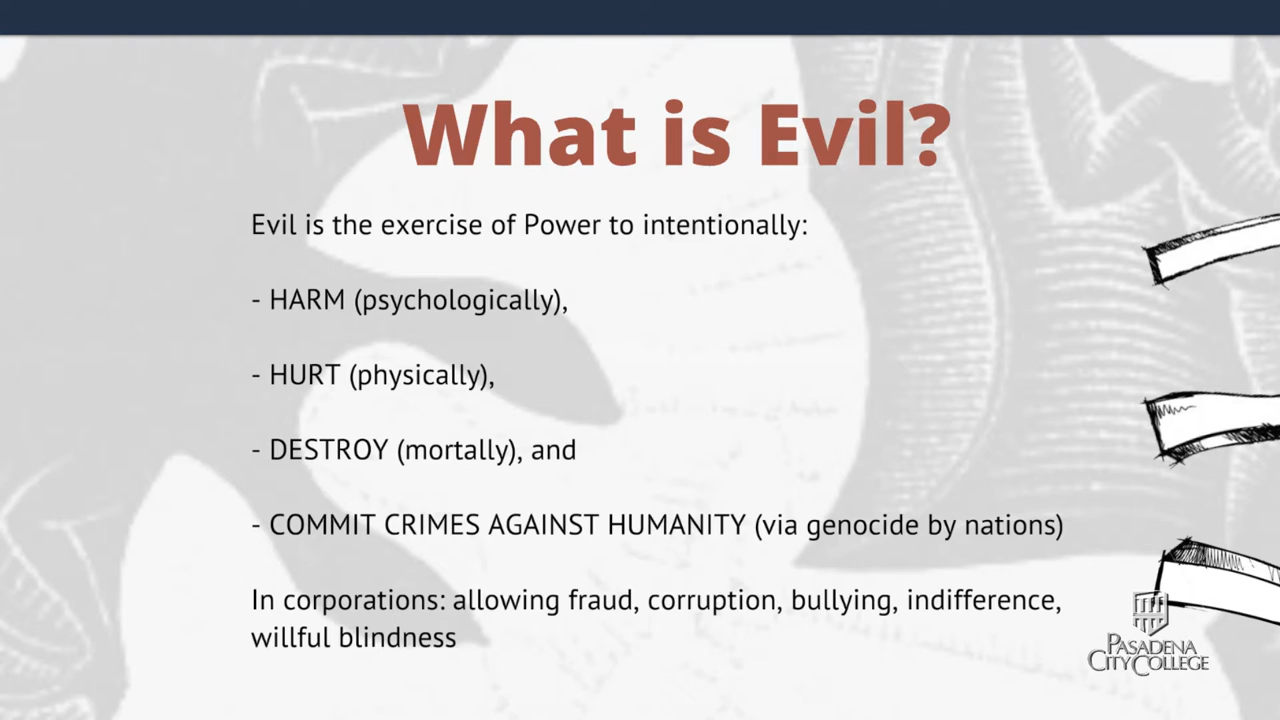 What is Evil?
Evil is the exercise of Power to intentionally:
- HARM (psychologically),
- HURT (physically),
- DESTROY (mortally), and
- COMMIT CRIMES AGAINST HUMANITY (via genocide by nations)
In corporations: allowing fraud, corruption, bullying, indifference,
willful blindness
PASADENA
CITY COLLEGE